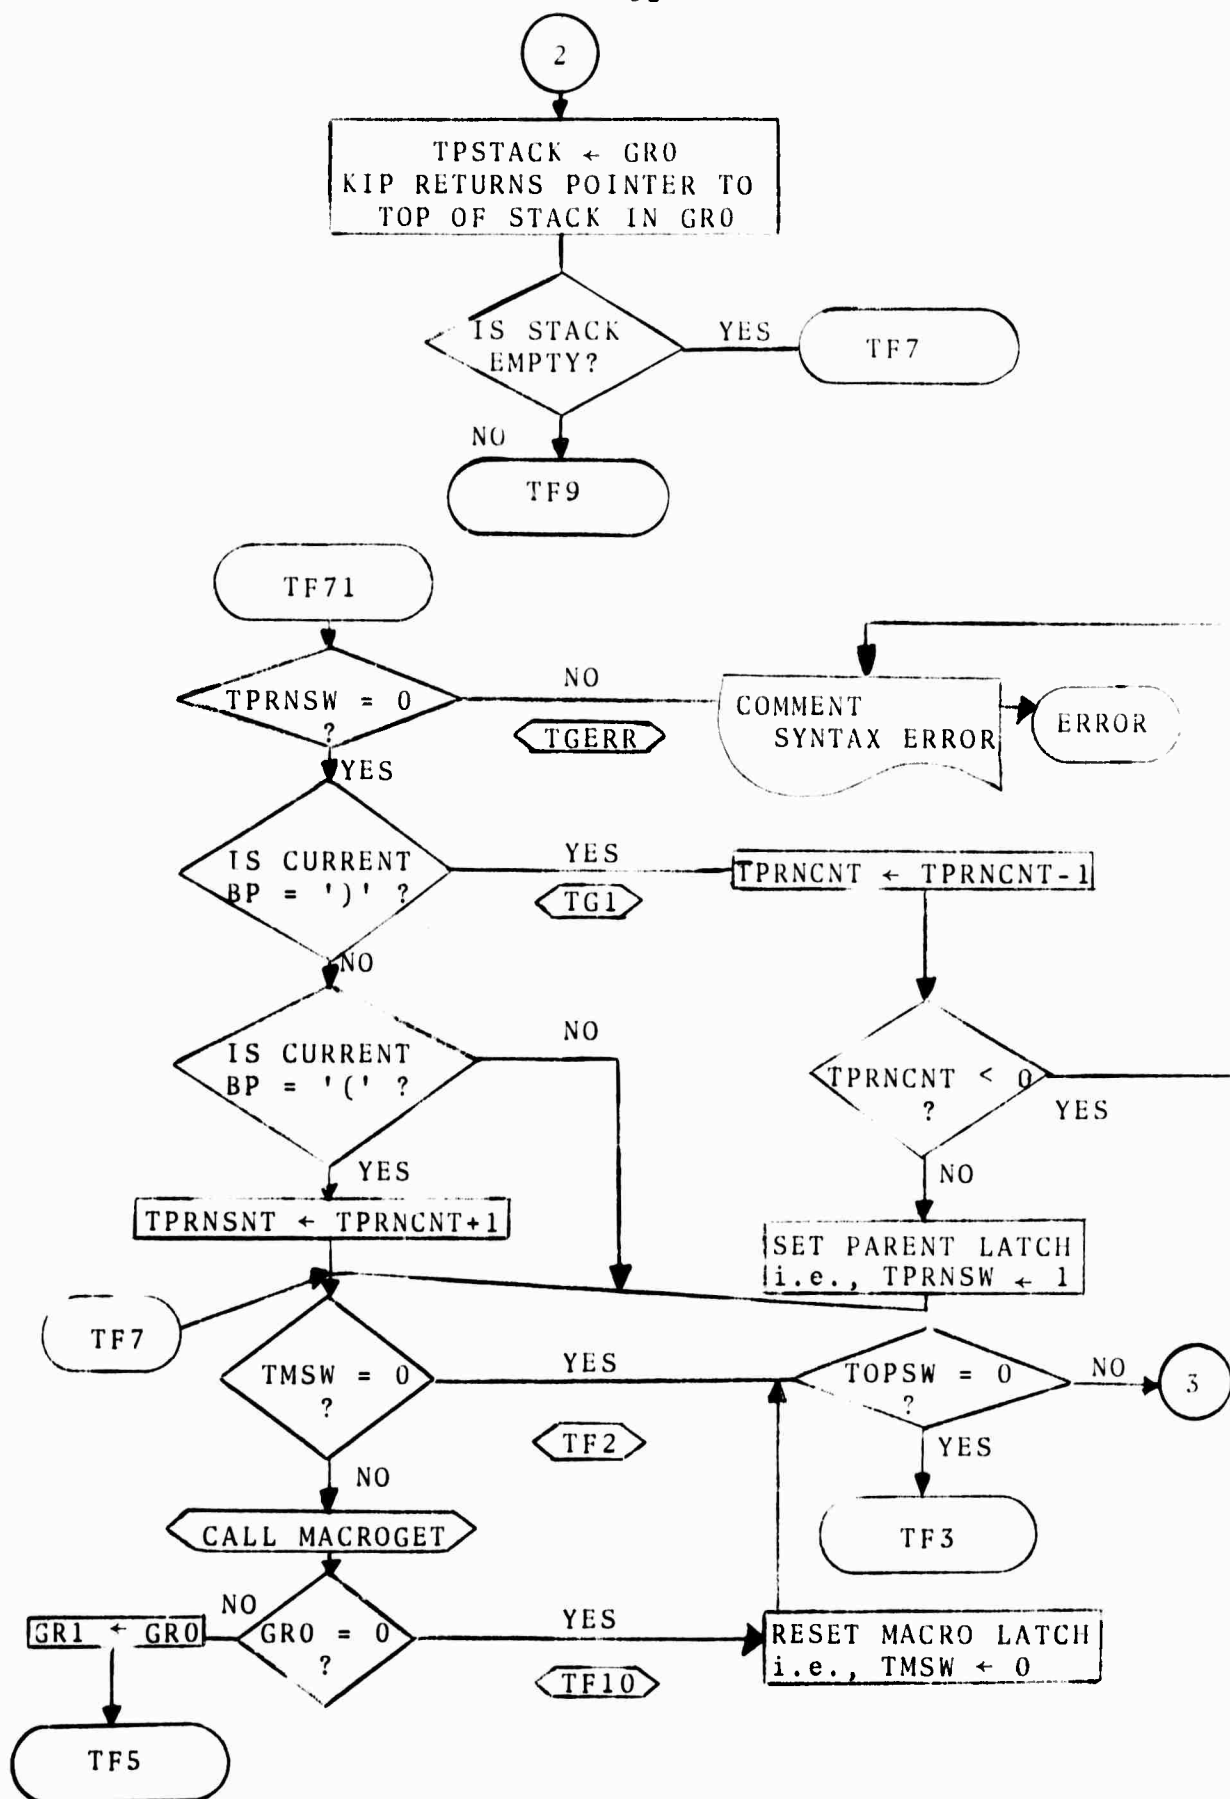 2
TPSTACK ← GR0
KIP RETURNS POINTER TO
TOP OF STACK IN GR0
IS STACK
EMPTY?
YES
TF7
NO
TF9
TF71
TPRNSW = 0
?
NO
TGERR
COMMENT
SYNTAX ERROR
ERROR
YES
IS CURRENT
BP = ')' ?
YES
TG1
TPRNCNT ← TPRNCNT-1
NO
IS CURRENT
BP = '(' ?
NO
TPRNCNT < 0
?
YES
YES
NO
TPRNSNT ← TPRNCNT+1
SET PARENT LATCH
i.e., TPRNSW ← 1
TF7
TMSW = 0
?
YES
TF2
TOPSW = 0
?
NO
3
YES
NO
TF3
CALL MACROGET
GR0 = 0
?
NO
GR1 ← GR0
YES
TF10
RESET MACRO LATCH
i.e., TMSW ← 0
TF5